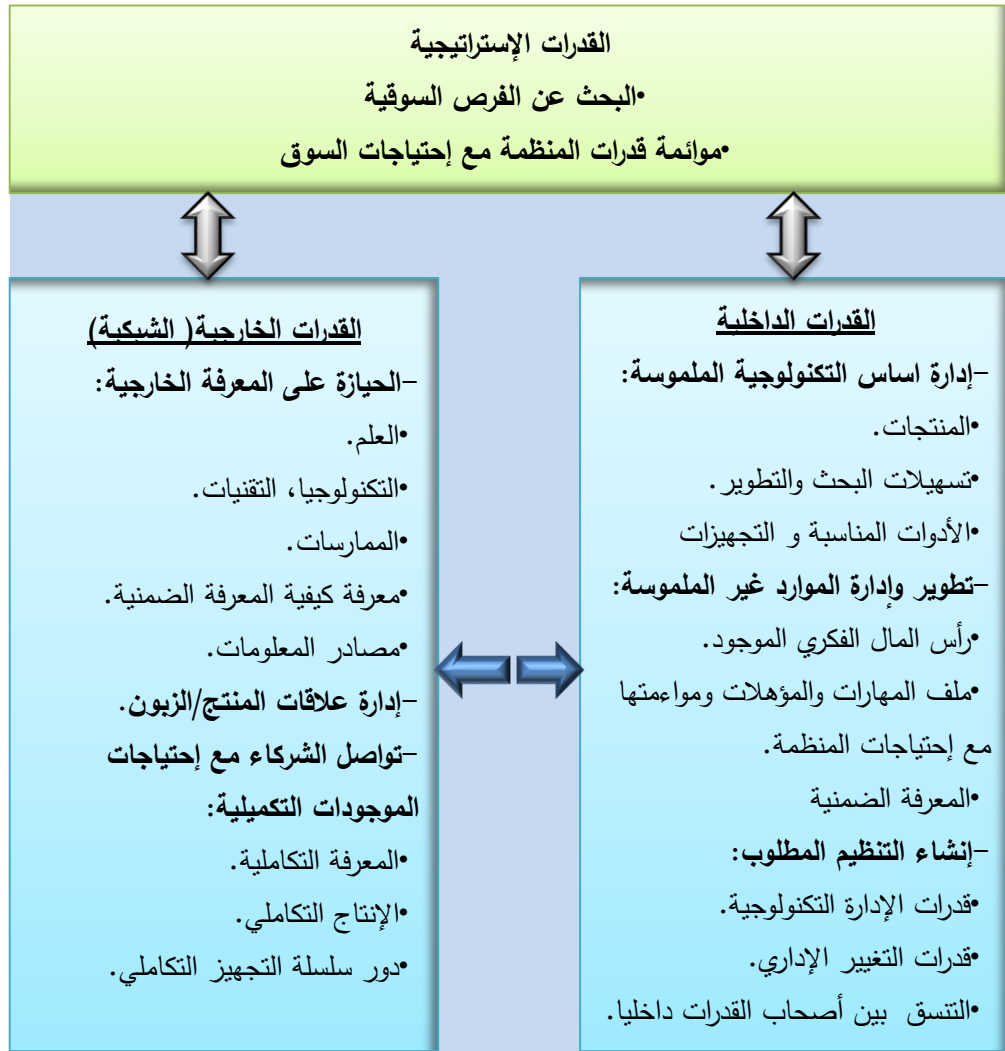 القدرات الإستراتيجية
•البحث عن الفرص السوقية
•موائمة قدرات المنظمة مع إحتياجات السوق
القدرات الداخلية
-إدارة اساس التكنولوجية الملموسة:
•المنتجات.
•تسهيلات البحث والتطوير.
•الأدوات المناسبة و التجهيزات
-تطوير وإدارة الموارد غير الملموسة:
•رأس المال الفكري الموجود.
•ملف المهارات والمؤهلات ومواءمتها
مع إحتياجات المنظمة.
•المعرفة الضمنية
-إنشاء التنظيم المطلوب:
•قدرات الإدارة التكنولوجية.
•قدرات التغيير الإداري.
•التنسق بين أصحاب القدرات داخليا.
القدرات الخارجية( الشبكية)
-الحيازة على المعرفة الخارجية:
•العلم.
•التكنولوجيا، التقنيات.
•الممارسات.
•معرفة كيفية المعرفة الضمنية.
•مصادر المعلومات.
-إدارة علاقات المنتج/الزبون.
-تواصل الشركاء مع إحتياجات
الموجودات التكميلية:
•المعرفة التكاملية.
•الإنتاج التكاملي.
•دور سلسلة التجهيز التكاملي.